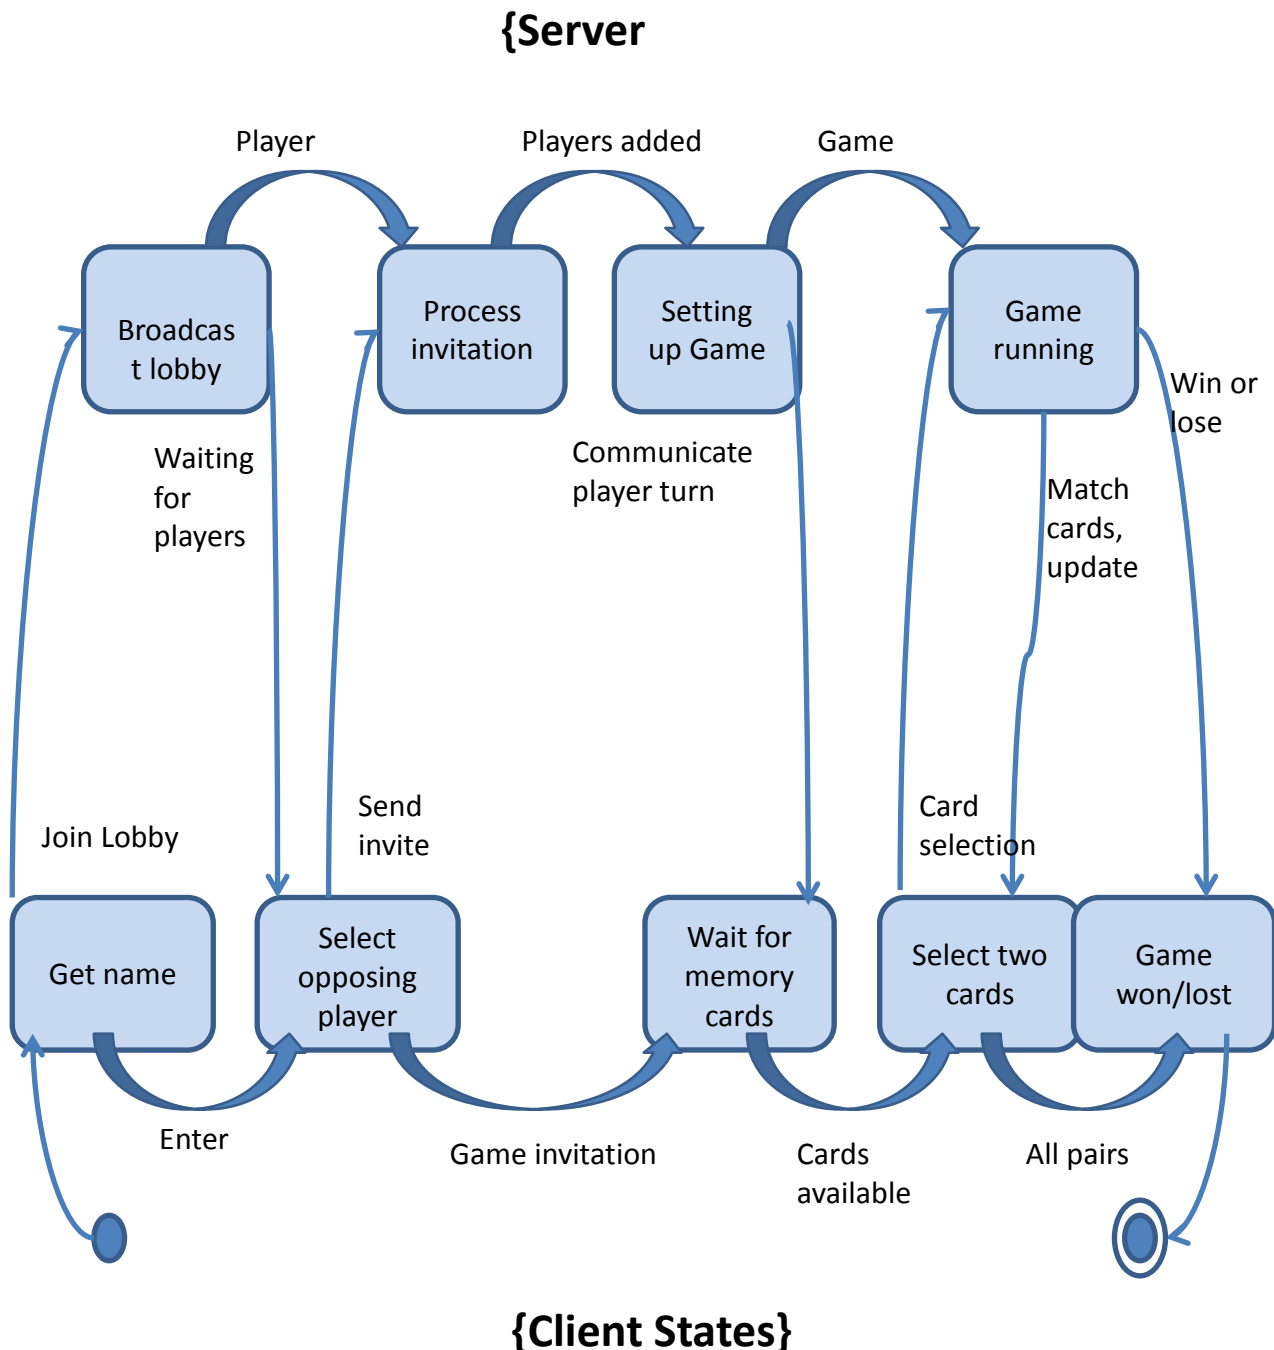 {Server
Player
Players added
Game
Broadcas
t lobby
Process
invitation
Setting
up Game
Game
running
Win or
lose
Waiting
for
players
Communicate
player turn
Match
cards,
update
Send
invite
Card
selection
Join Lobby
Get name
Select
opposing
player
Wait for
memory
cards
Select two
cards
Game
won/lost
Enter
Game invitation
Cards
available
All pairs
{Client States}